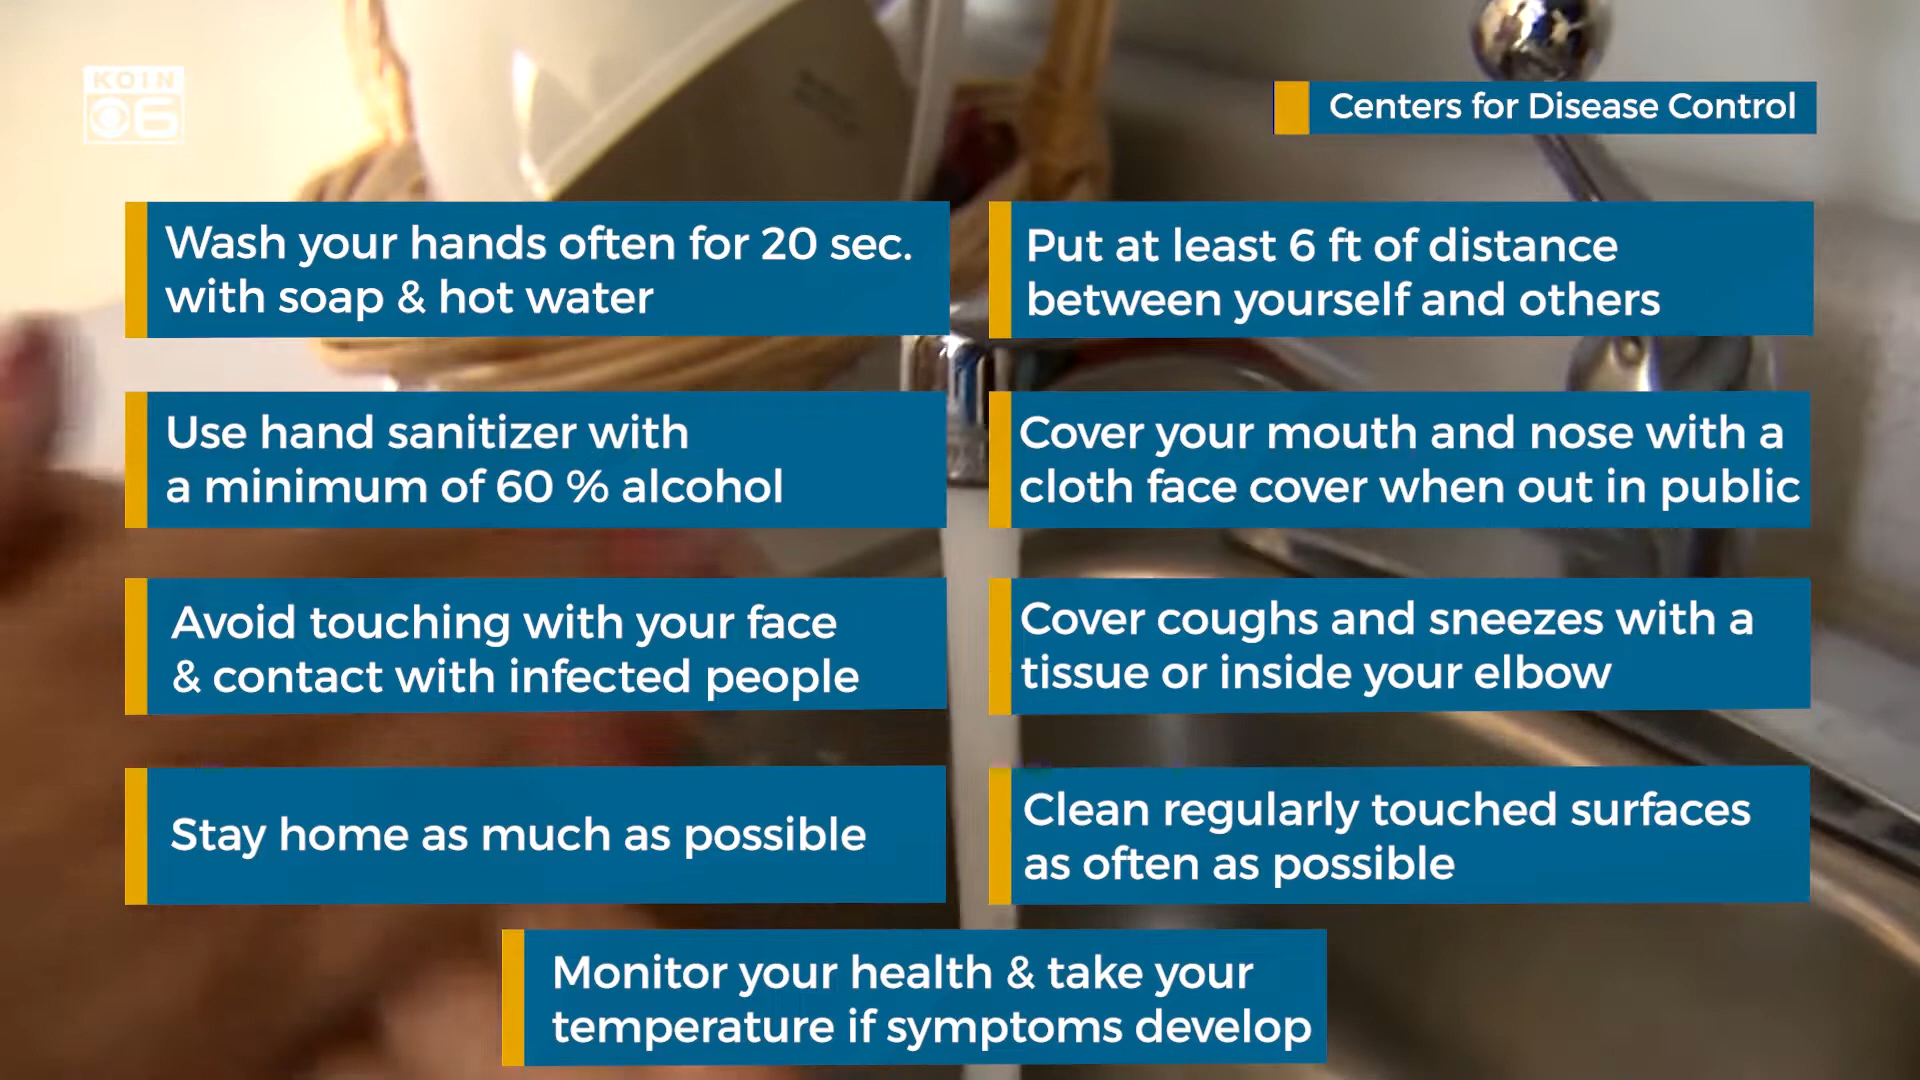 KOIN
6
Centers for Disease Control
Wash your hands often for 20 sec.
with soap & hot water
Put at least 6 ft of distance
between yourself and others
Use hand sanitizer with
a minimum of 60 % alcohol
Cover your mouth and nose with a
cloth face cover when out in public
Avoid touching with your face
& contact with infected people
Cover coughs and sneezes with a
tissue or inside your elbow
Stay home as much as possible
Clean regularly touched surfaces
as often as possible
Monitor your health & take your
temperature if symptoms develop